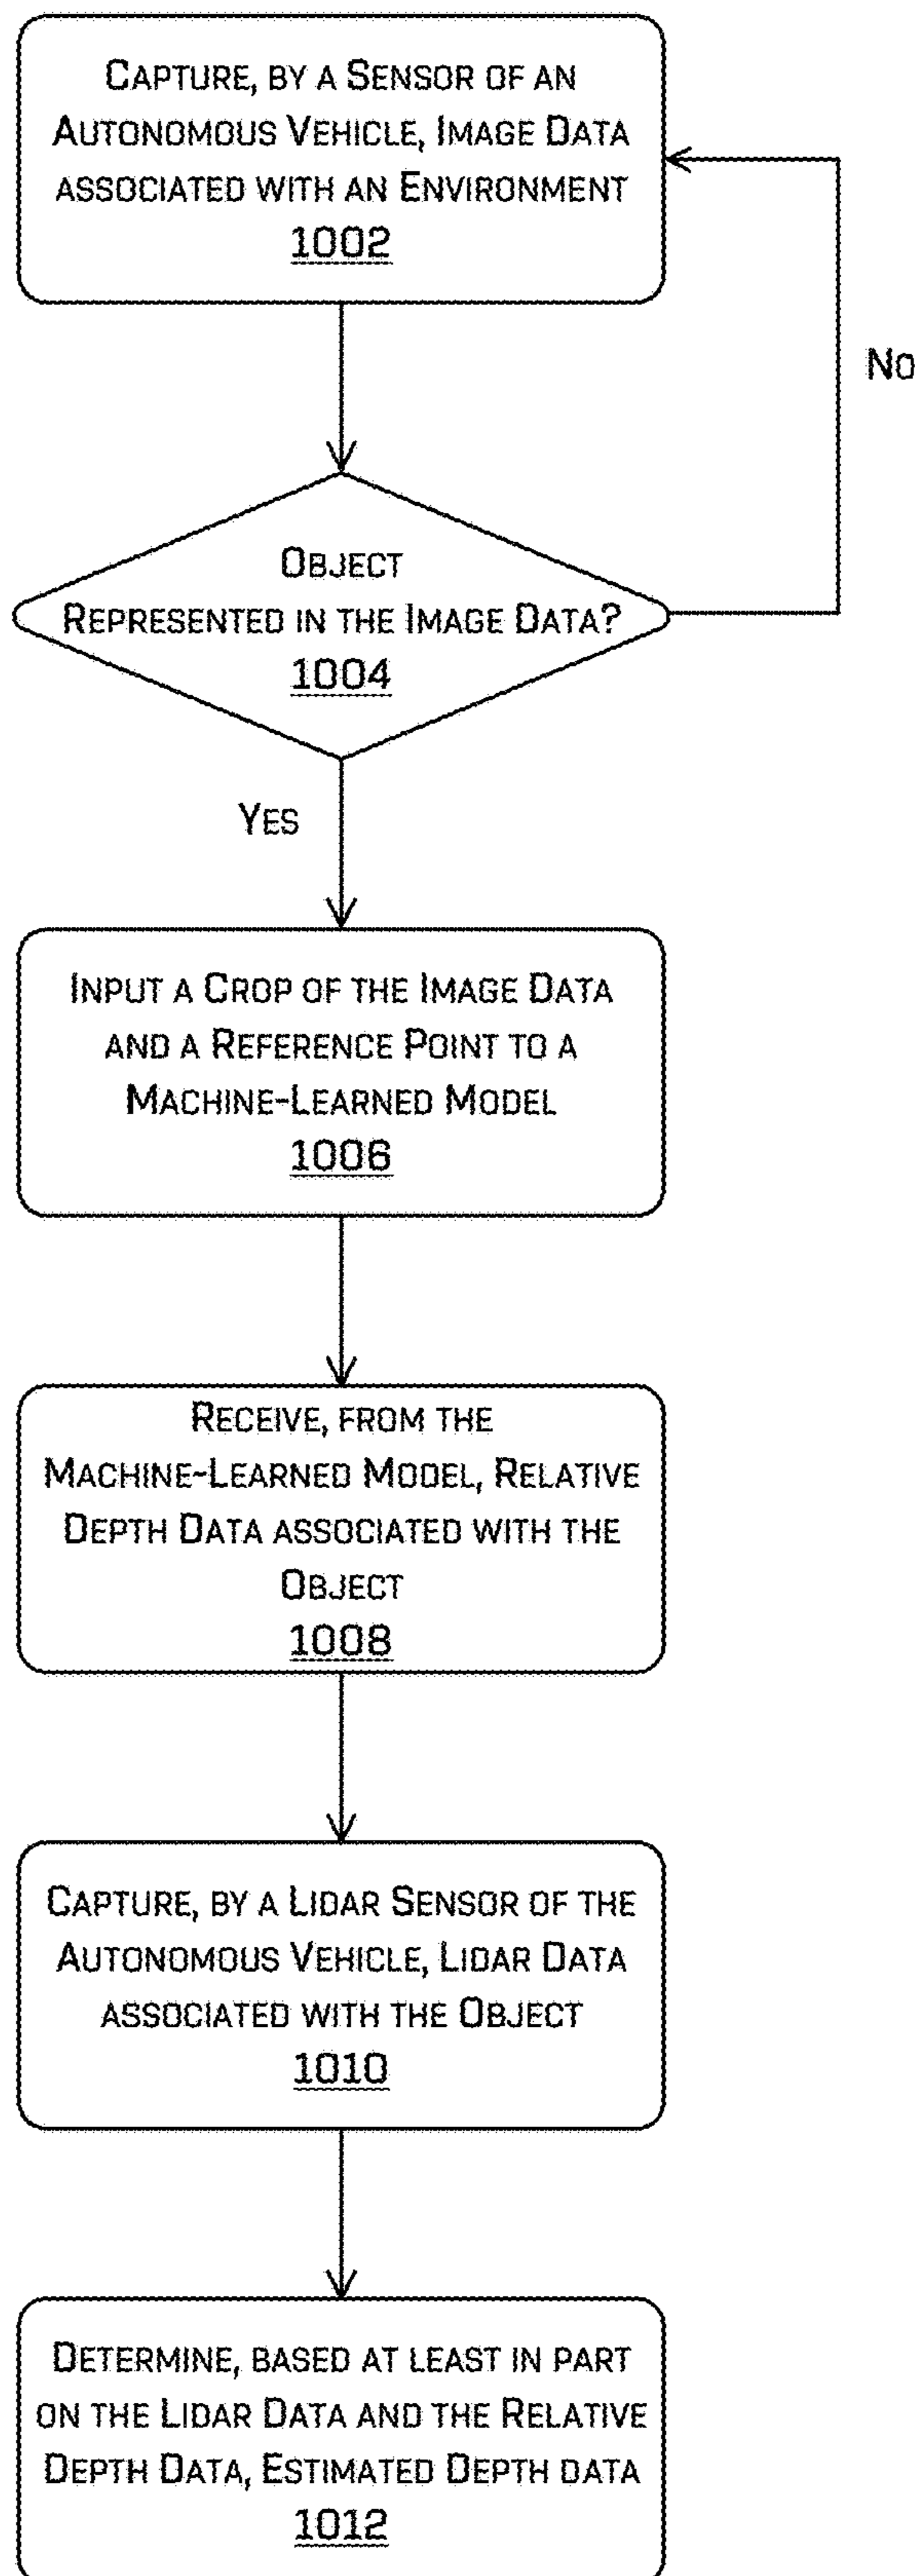 CAPTURE, BY A SENSOR OF AN
AUTONOMOUS VEHICLE, IMAGE DATA
ASSOCIATED WITH AN ENVIRONMENT
1002
NO
OBJECT
REPRESENTED IN THE IMAGE DATA?
1004
YES
INPUT A CROP OF THE IMAGE DATA
AND A REFERENCE POINT TO A
MACHINE-LEARNED MODEL
1006
RECEIVE, FROM THE
MACHINE-LEARNED MODEL, RELATIVE
DEPTH DATA ASSOCIATED WITH THE
OBJECT
1008
CAPTURE, BY A LIDAR SENSOR OF THE
AUTONOMOUS VEHICLE, LIDAR DATA
ASSOCIATED WITH THE OBJECT
1010
DETERMINE, BASED AT LEAST IN PART
ON THE LIDAR DATA AND THE RELATIVE
DEPTH DATA, ESTIMATED DEPTH DATA
1012